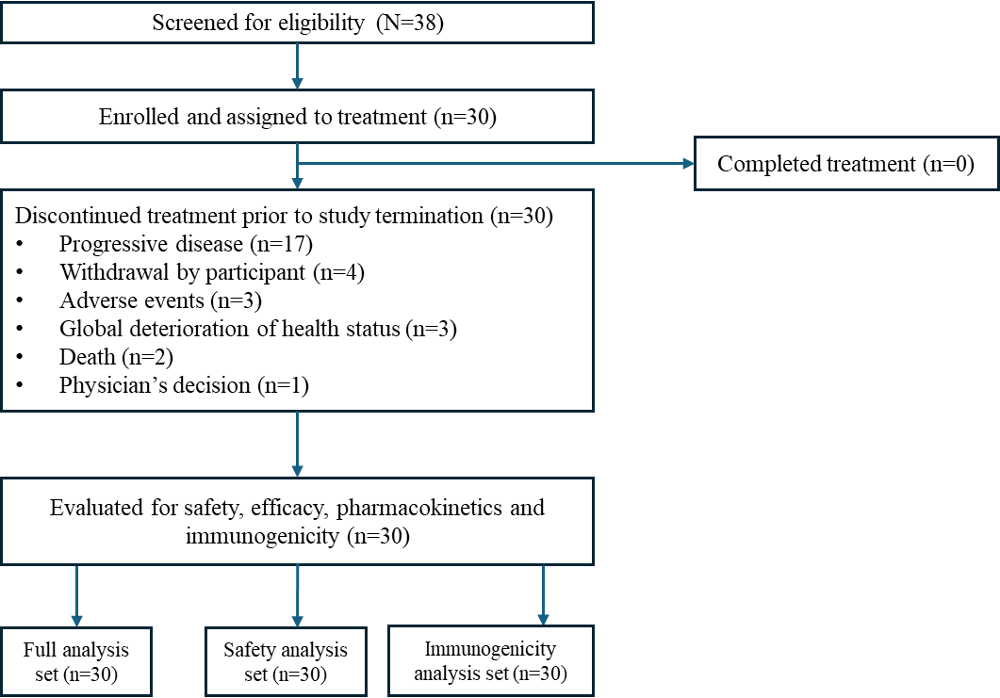 Screened for eligibility (N=38)
Enrolled and assigned to treatment (n=30)
Completed treatment (n=0)
Discontinued treatment prior to study termination (n=30)
• Progressive disease (n=17)
• Withdrawal by participant (n=4)
• Adverse events (n=3)
• Global deterioration of health status (n=3)
• Death (n=2)
• Physician’s decision (n=1)
Evaluated for safety, efficacy, pharmacokinetics and
immunogenicity (n=30)
Full analysis
set (n=30)
Safety analysis
set (n=30)
Immunogenicity
analysis set (n=30)